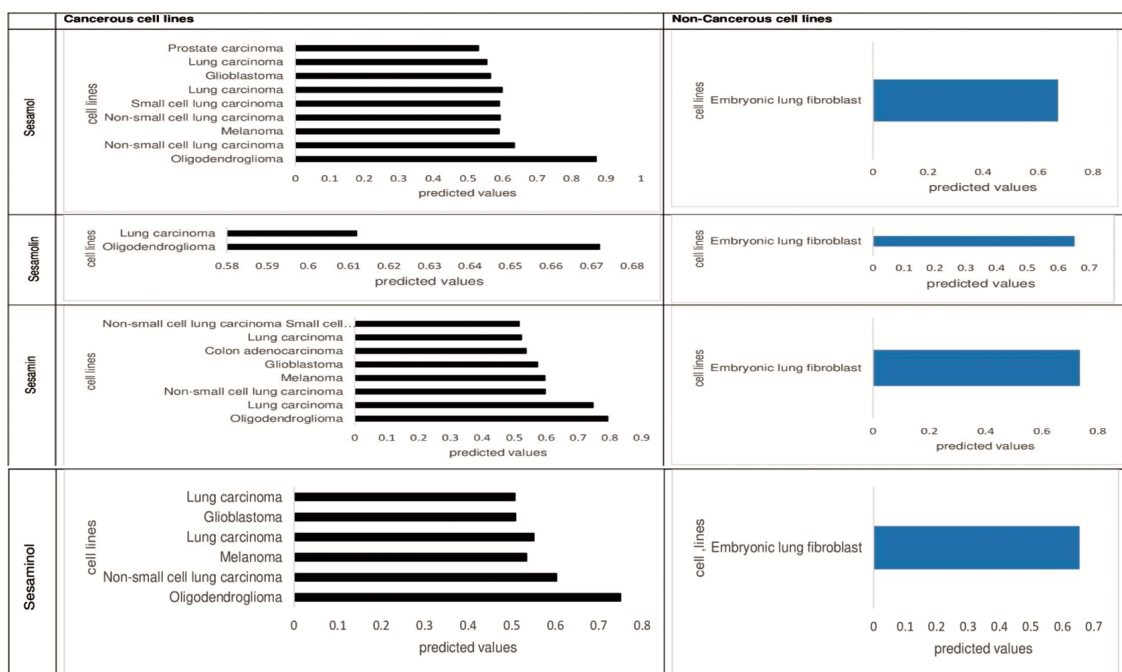 Cancerous cell lines
Non-Cancerous cell lines
Sesamol
cell lines
Prostate carcinoma
Lung carcinoma
Glioblastoma
Lung carcinoma
Small cell lung carcinoma
Non-small cell lung carcinoma
Melanoma
Non-small cell lung carcinoma
Oligodendroglioma
0 0.1 0.2 0.3 0.4 0.5 0.6 0.7 0.8 0.9 1
predicted values
cell lines
Embryonic lung fibroblast
0 0.2 0.4 0.6 0.8
predicted values
Sesamolin
cell lines
Lung carcinoma
Oligodendroglioma
0.58 0.59 0.6 0.61 0.62 0.63 0.64 0.65 0.66 0.67 0.68
predicted values
cell lines
Embryonic lung fibroblast
0 0.1 0.2 0.3 0.4 0.5 0.6 0.7
predicted values
Sesamin
cell lines
Non-small cell lung carcinoma Small cell...
Lung carcinoma
Colon adenocarcinoma
Glioblastoma
Melanoma
Non-small cell lung carcinoma
Lung carcinoma
Oligodendroglioma
0 0.1 0.2 0.3 0.4 0.5 0.6 0.7 0.8 0.9
predicted values
cell lines
Embryonic lung fibroblast
0 0.2 0.4 0.6 0.8
predicted values
Sesaminol
cell lines
Lung carcinoma
Glioblastoma
Lung carcinoma
Melanoma
Non-small cell lung carcinoma
Oligodendroglioma
0 0.1 0.2 0.3 0.4 0.5 0.6 0.7 0.8
predicted values
cell ,lines
Embryonic lung fibroblast
0 0.1 0.2 0.3 0.4 0.5 0.6 0.7
predicted values